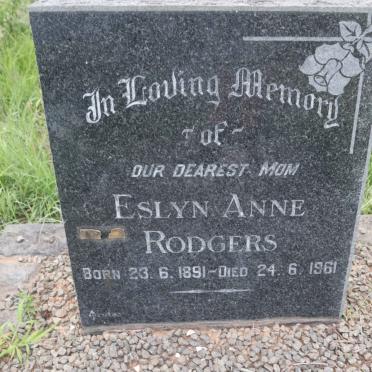 In Loving Memory
~ of ~
OUR DEAREST MOM
ESLYN ANNE
RODGERS
BORN 23. 6. 1891 – DIED 24. 6. 1961